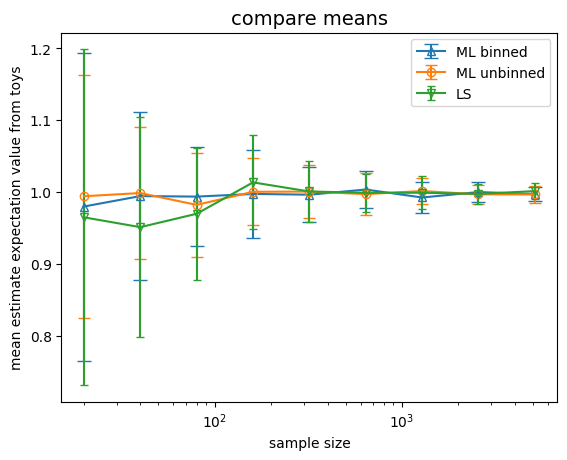 compare means
ML binned
ML unbinned
LS
mean estimate expectation value from toys
1.2
1.1
1.0
0.9
0.8
10²
10³
sample size